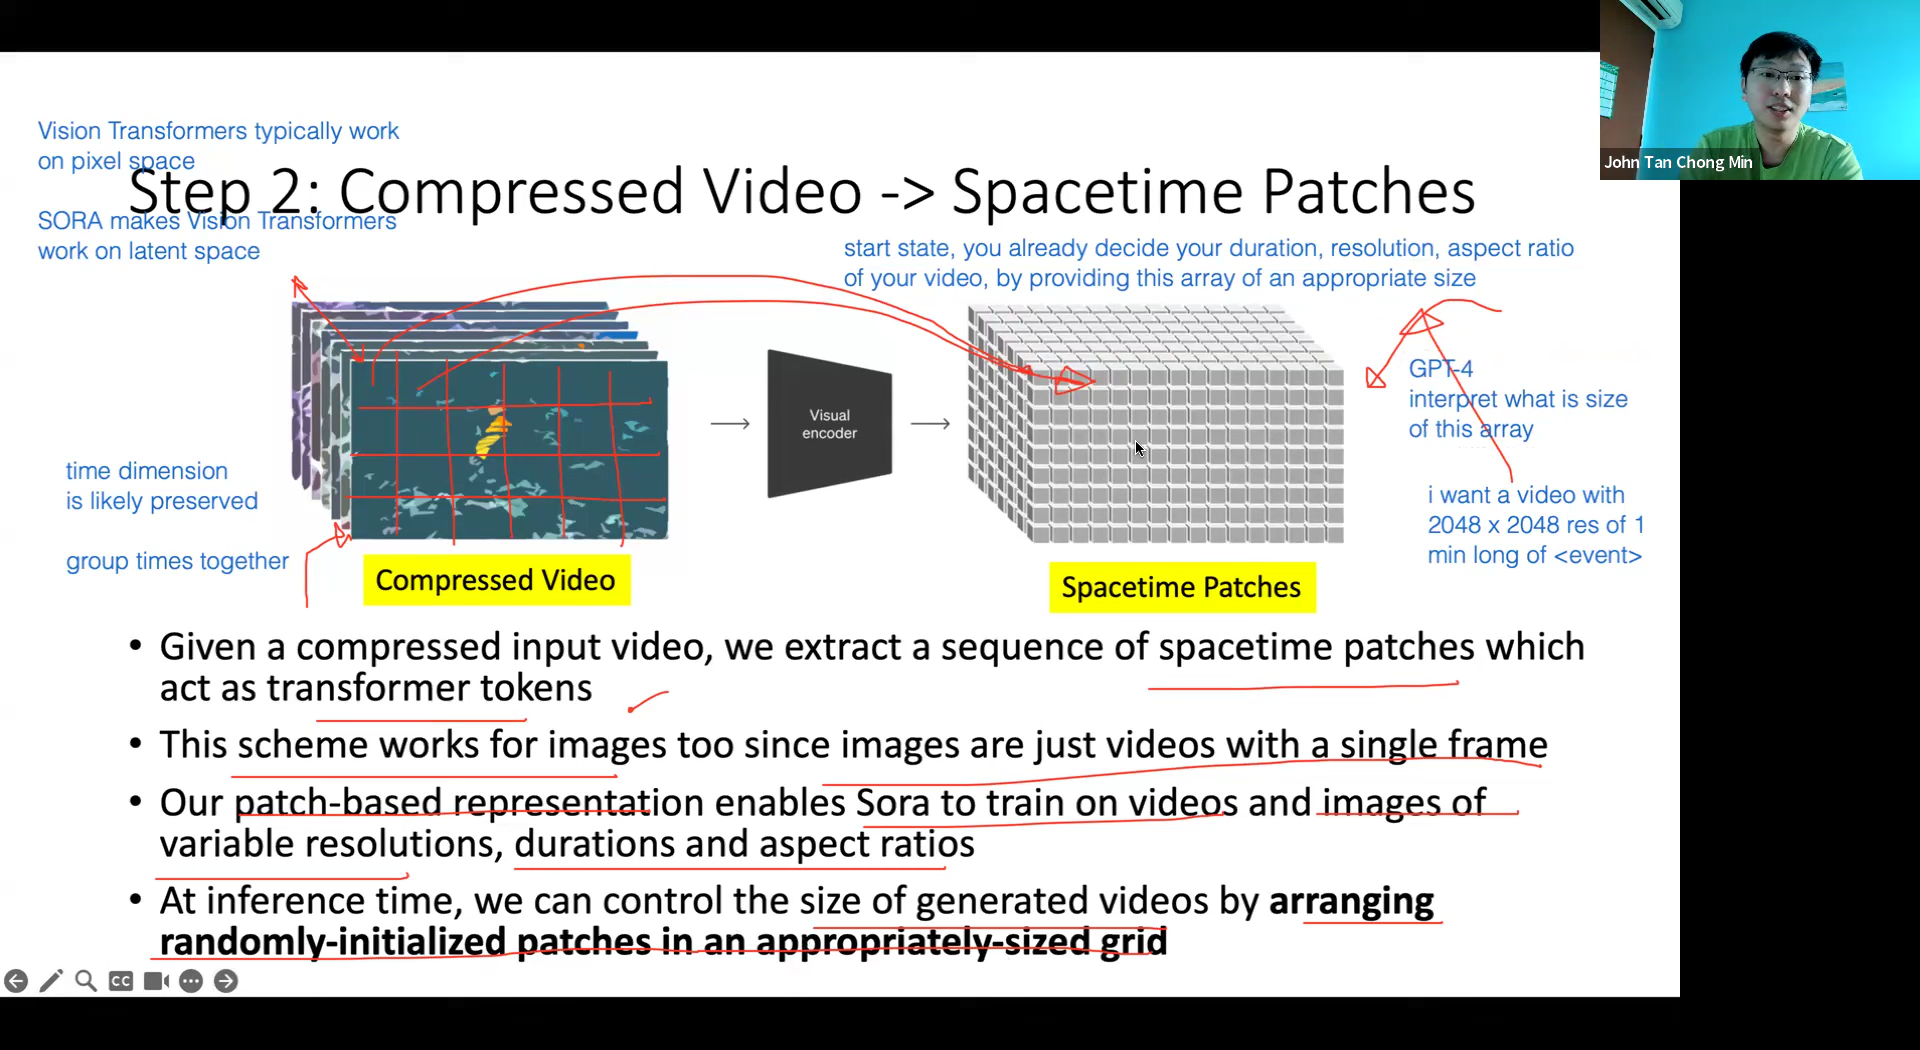 John Tan Chong Min
Vision Transformers typically work
on pixel space
Step 2: Compressed Video -> Spacetime Patches
SORA makes Vision Transformers
work on latent space
start state, you already decide your duration, resolution, aspect ratio
of your video, by providing this array of an appropriate size
Visual
encoder
GPT-4
interpret what is size
of this array
time dimension
is likely preserved
group times together
i want a video with
2048 x 2048 res of 1
min long of <event>
Compressed Video
Spacetime Patches
• Given a compressed input video, we extract a sequence of spacetime patches which
act as transformer tokens
• This scheme works for images too since images are just videos with a single frame
• Our patch-based representation enables Sora to train on videos and images of
variable resolutions, durations and aspect ratios
• At inference time, we can control the size of generated videos by arranging
randomly-initialized patches in an appropriately-sized grid
CC